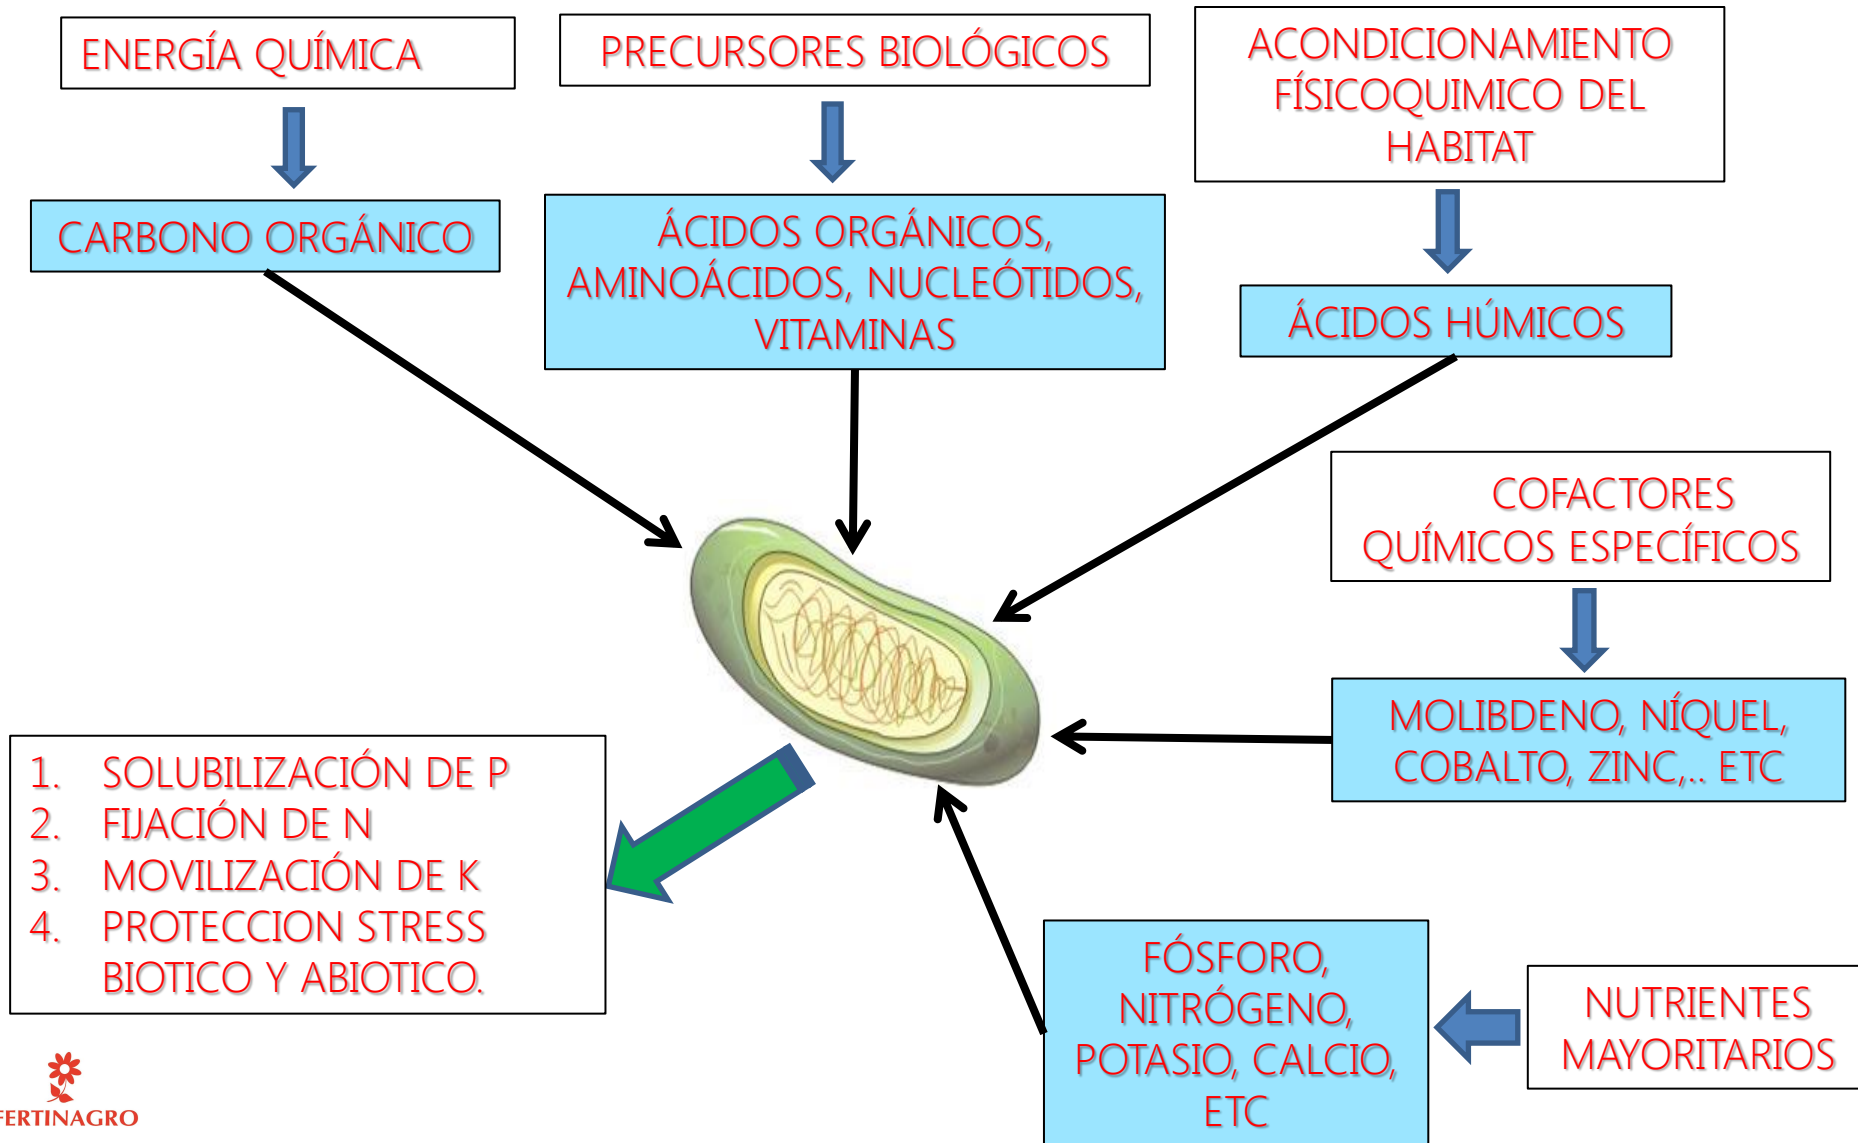 ENERGÍA QUÍMICA
CARBONO ORGÁNICO
PRECURSORES BIOLÓGICOS
ÁCIDOS ORGÁNICOS,
AMINOÁCIDOS, NUCLEÓTIDOS,
VITAMINAS
ACONDICIONAMIENTO
FÍSICOQUIMICO DEL
HABITAT
ÁCIDOS HÚMICOS
COFACTORES
QUÍMICOS ESPECÍFICOS
MOLIBDENO, NÍQUEL,
COBALTO, ZINC,.. ETC
1. SOLUBILIZACIÓN DE P
2. FIJACIÓN DE N
3. MOVILIZACIÓN DE K
4. PROTECCION STRESS
BIOTICO Y ABIOTICO.
FÓSFORO,
NITRÓGENO,
POTASIO, CALCIO,
ETC
NUTRIENTES
MAYORITARIOS
FERTINAGRO